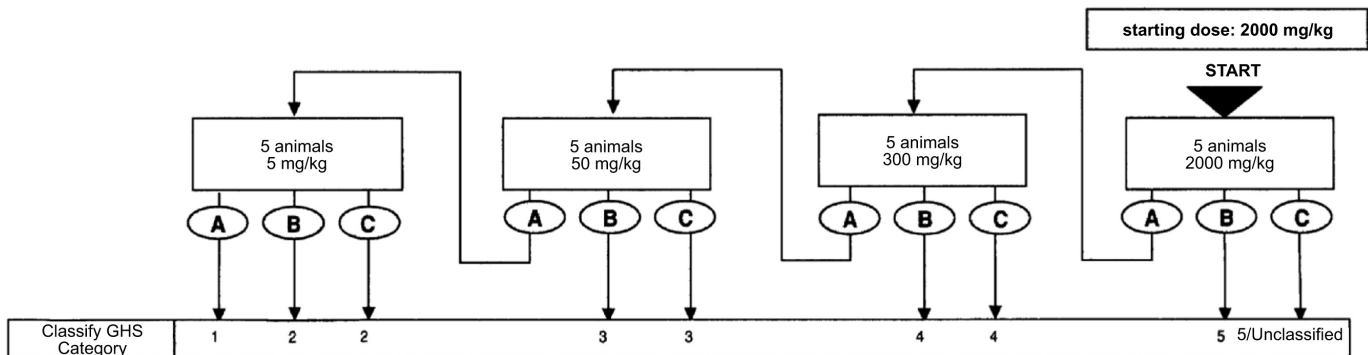 starting dose: 2000 mg/kg
START
5 animals
5 mg/kg
5 animals
50 mg/kg
5 animals
300 mg/kg
5 animals
2000 mg/kg
A B C A B C A B C A B C
Classify GHS
Category
1 2 2 3 3 4 4 5 5/Unclassified